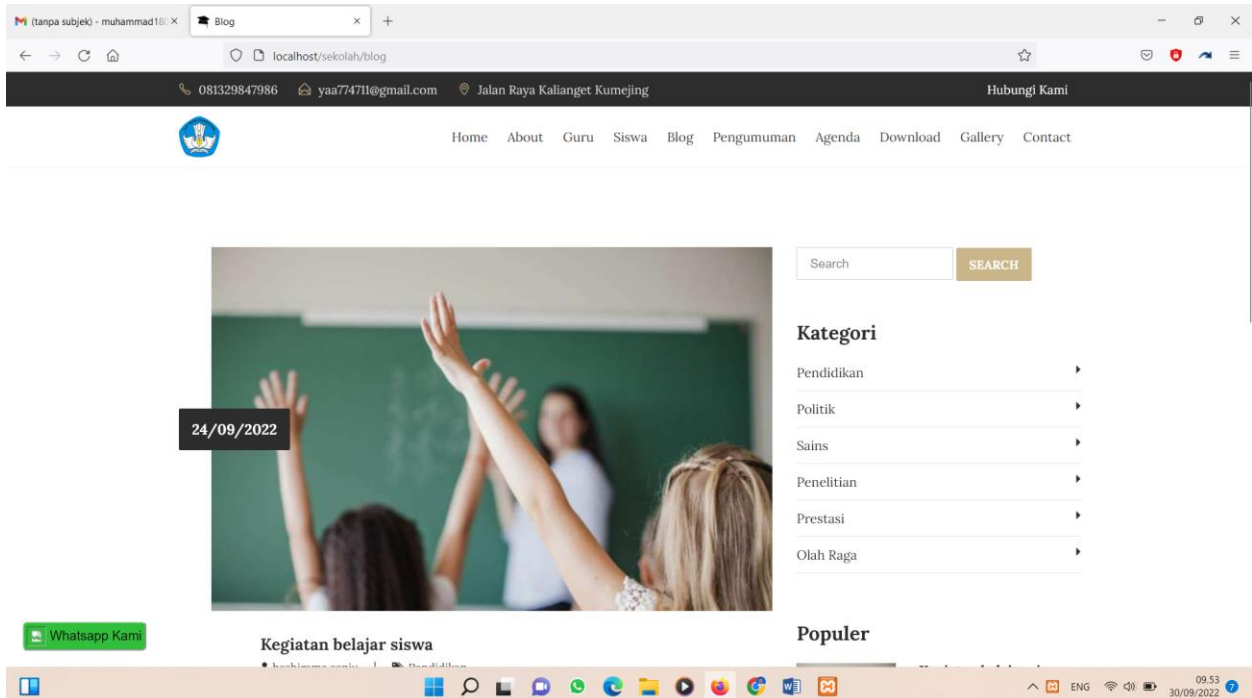 (tanpa subjek) - muhammad18
Blog
localhost/sekolah/blog
081329847986 yaa774711@gmail.com Jalan Raya Kalianget Kumejing Hubungi Kami
Home About Guru Siswa Blog Pengumuman Agenda Download Gallery Contact
24/09/2022
Search SEARCH
Kategori
Pendidikan
Politik
Sains
Penelitian
Prestasi
Olah Raga
Populer
Kegiatan belajar siswa
Whatsapp Kami
ENG
09.53
30/09/2022
7